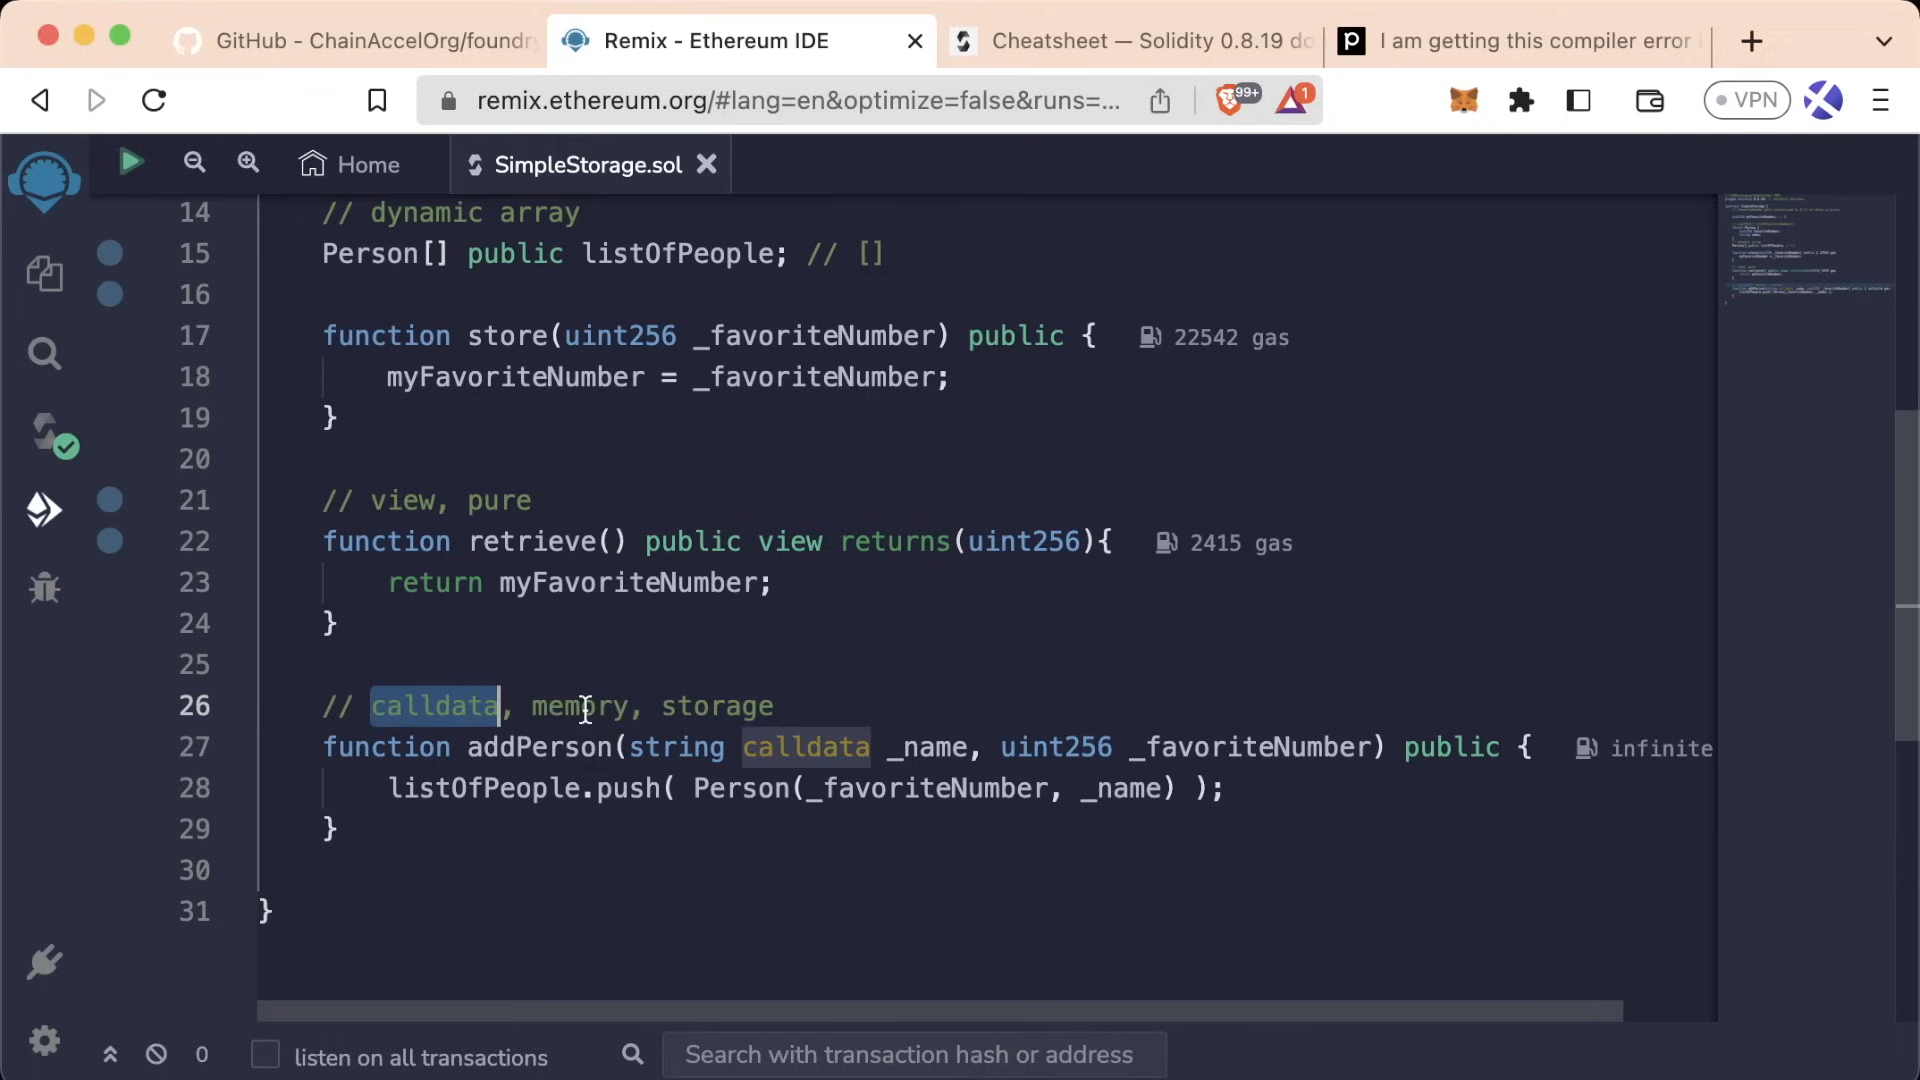 GitHub - ChainAccelOrg/foundry
Remix - Ethereum IDE
Cheatsheet — Solidity 0.8.19 do
I am getting this compiler error
remix.ethereum.org/#lang=en&optimize=false&runs=...
99+
1
VPN
Home
SimpleStorage.sol
14 // dynamic array
15 Person[] public listOfPeople; // []
16
17 function store(uint256 _favoriteNumber) public { 22542 gas
18 myFavoriteNumber = _favoriteNumber;
19 }
20
21 // view, pure
22 function retrieve() public view returns(uint256){ 2415 gas
23 return myFavoriteNumber;
24 }
25
26 // calldata, memory, storage
27 function addPerson(string calldata _name, uint256 _favoriteNumber) public { infinite
28 listOfPeople.push( Person(_favoriteNumber, _name) );
29 }
30
31 }
0
listen on all transactions
Search with transaction hash or address